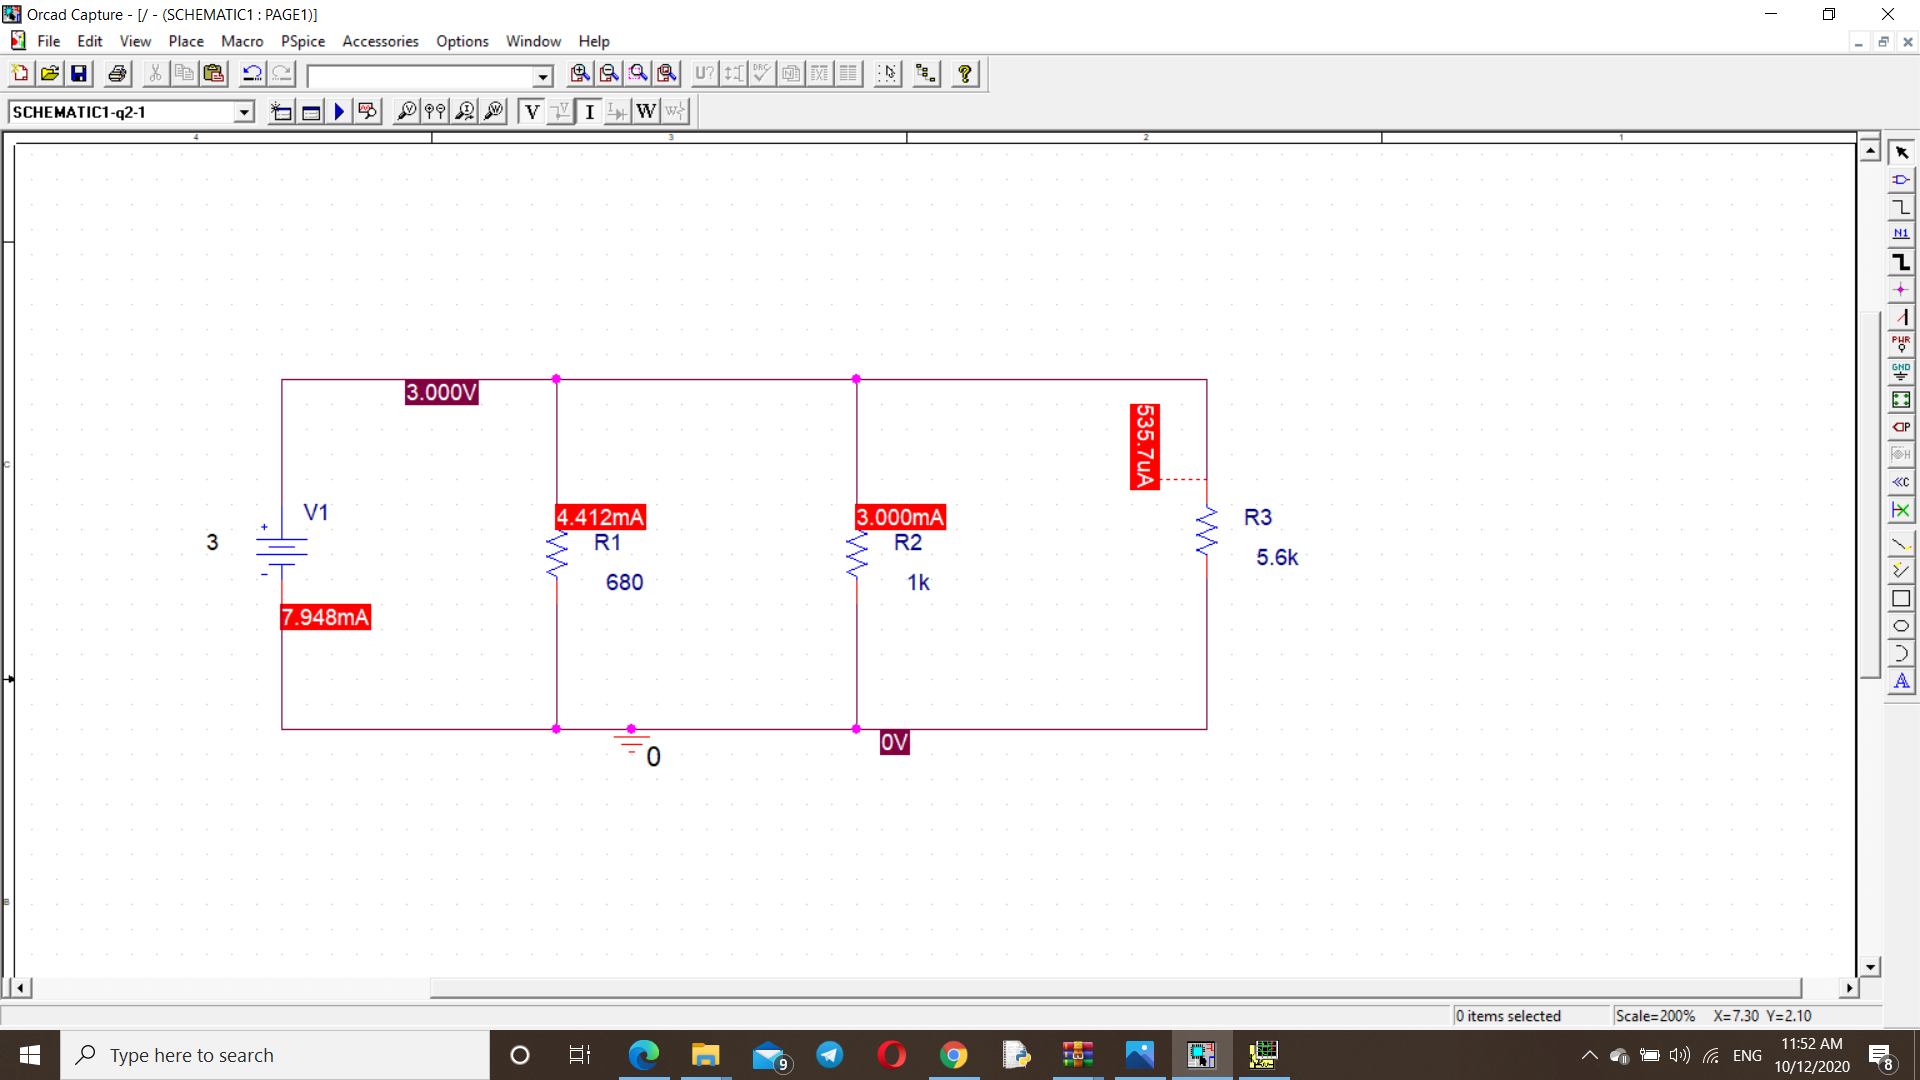 Orcad Capture - [/ - (SCHEMATIC1 : PAGE1)]
File Edit View Place Macro PSpice Accessories Options Window Help
U?
DRC
SCHEMATIC1-q2-1
V V I I W W
4 3 2 1
N1
PWR
GND
P
H
C
C
3.000V
535.7uA
V1
+
3
-
7.948mA
4.412mA
R1
680
3.000mA
R2
1k
R3
5.6k
0
0V
B
A
0 items selected Scale=200% X=7.30 Y=2.10
Type here to search
9
ENG
11:52 AM
10/12/2020
8